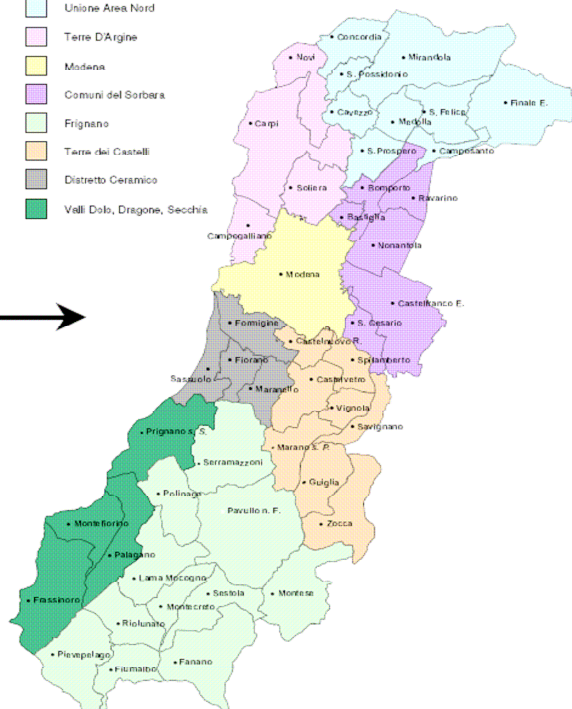 Unione Area Nord
Terre D'Argine
Modena
Comuni del Sorbara
Frignano
Terre dei Castelli
Distretto Ceramico
Valli Dolo, Dragone, Secchia
Concordia
Novi
Mirandola
S. Possidonio
Finale E.
Cavezzo
S. Felice
Medolla
Carpi
S. Prospero
Camposanto
Soliera
Bomporto
Ravarino
Bastiglia
Campogalliano
Nonantola
Modena
Castelfranco E.
Formigine
S. Cesario
Castelnuovo R.
Fiorano
Spilamberto
Sassuolo
Maranello
Castelvetro
Vignola
Savignano
Prignano s. S.
Marano s. P.
Serramazzoni
Guiglia
Polinago
Pavullo n. F.
Zocca
Montefiorino
Palagano
Lama Mocogno
Frassinoro
Sestola
Montese
Montecreto
Riolunato
Pievepelago
Fiumalbo
Fanano